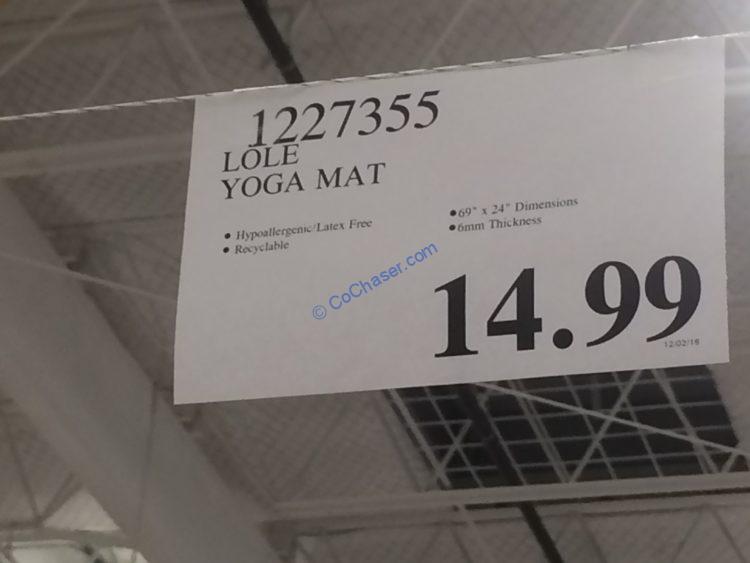 1227355
LOLE
YOGA MAT
• Hypoallergenic/Latex Free
• Recyclable
• 69" x 24" Dimensions
• 6mm Thickness
© CoChaser.com
14.99
12/02/18